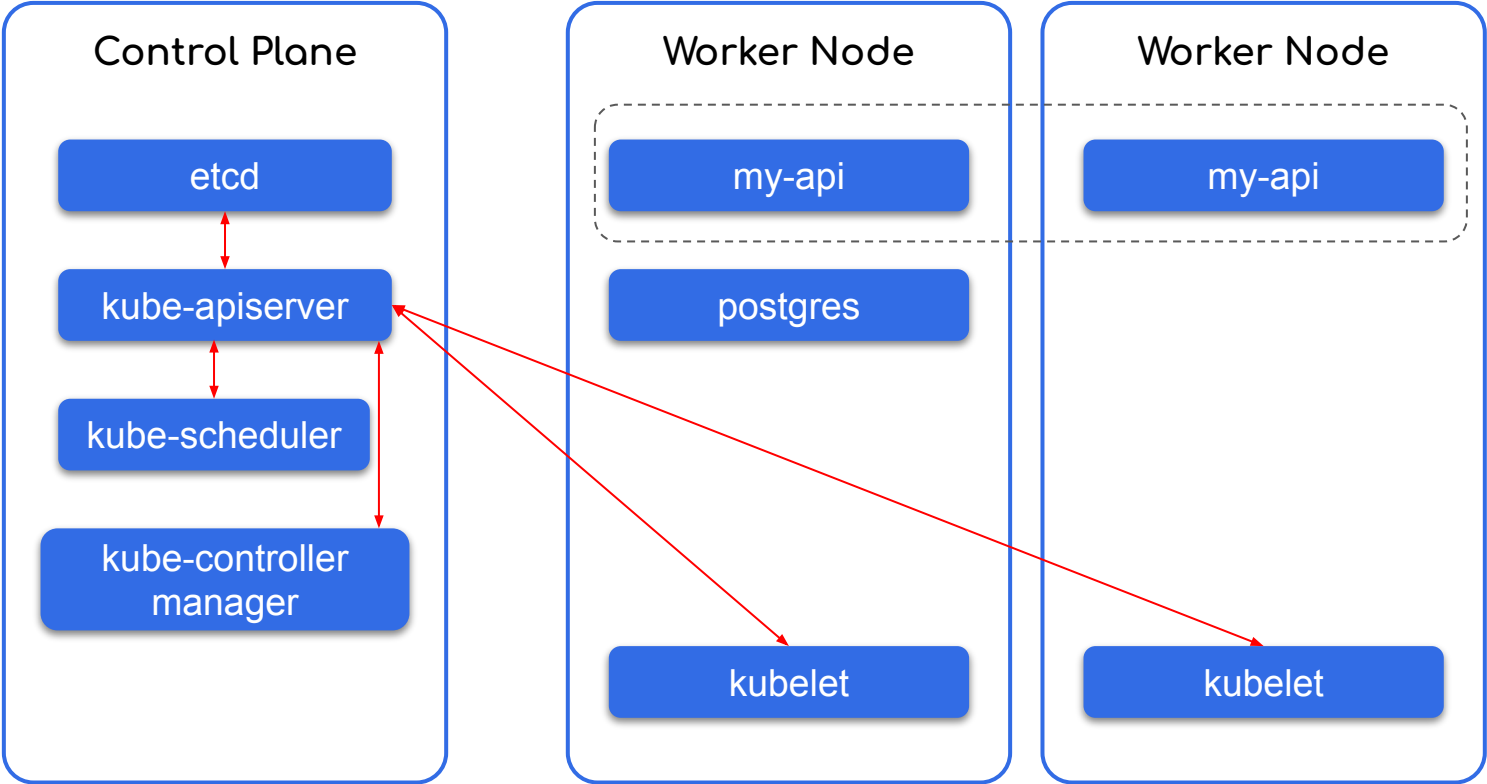 Control Plane
etcd
kube-apiserver
kube-scheduler
kube-controller
manager
Worker Node
my-api
postgres
kubelet
Worker Node
my-api
kubelet